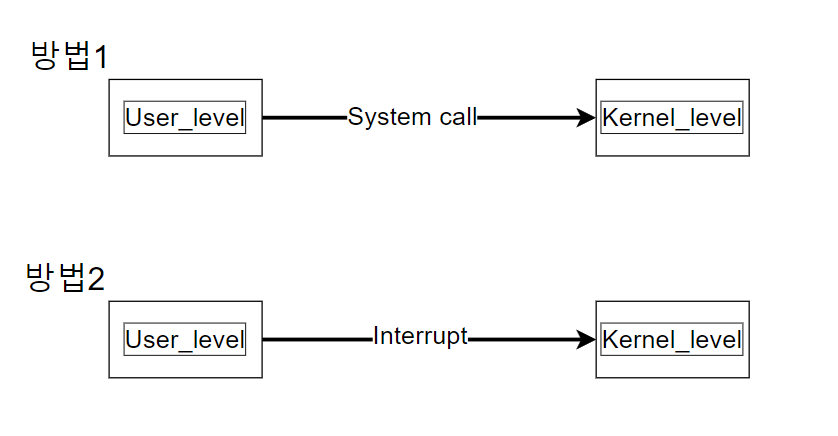 방법1
User_level
System call
Kernel_level
방법2
User_level
Interrupt
Kernel_level